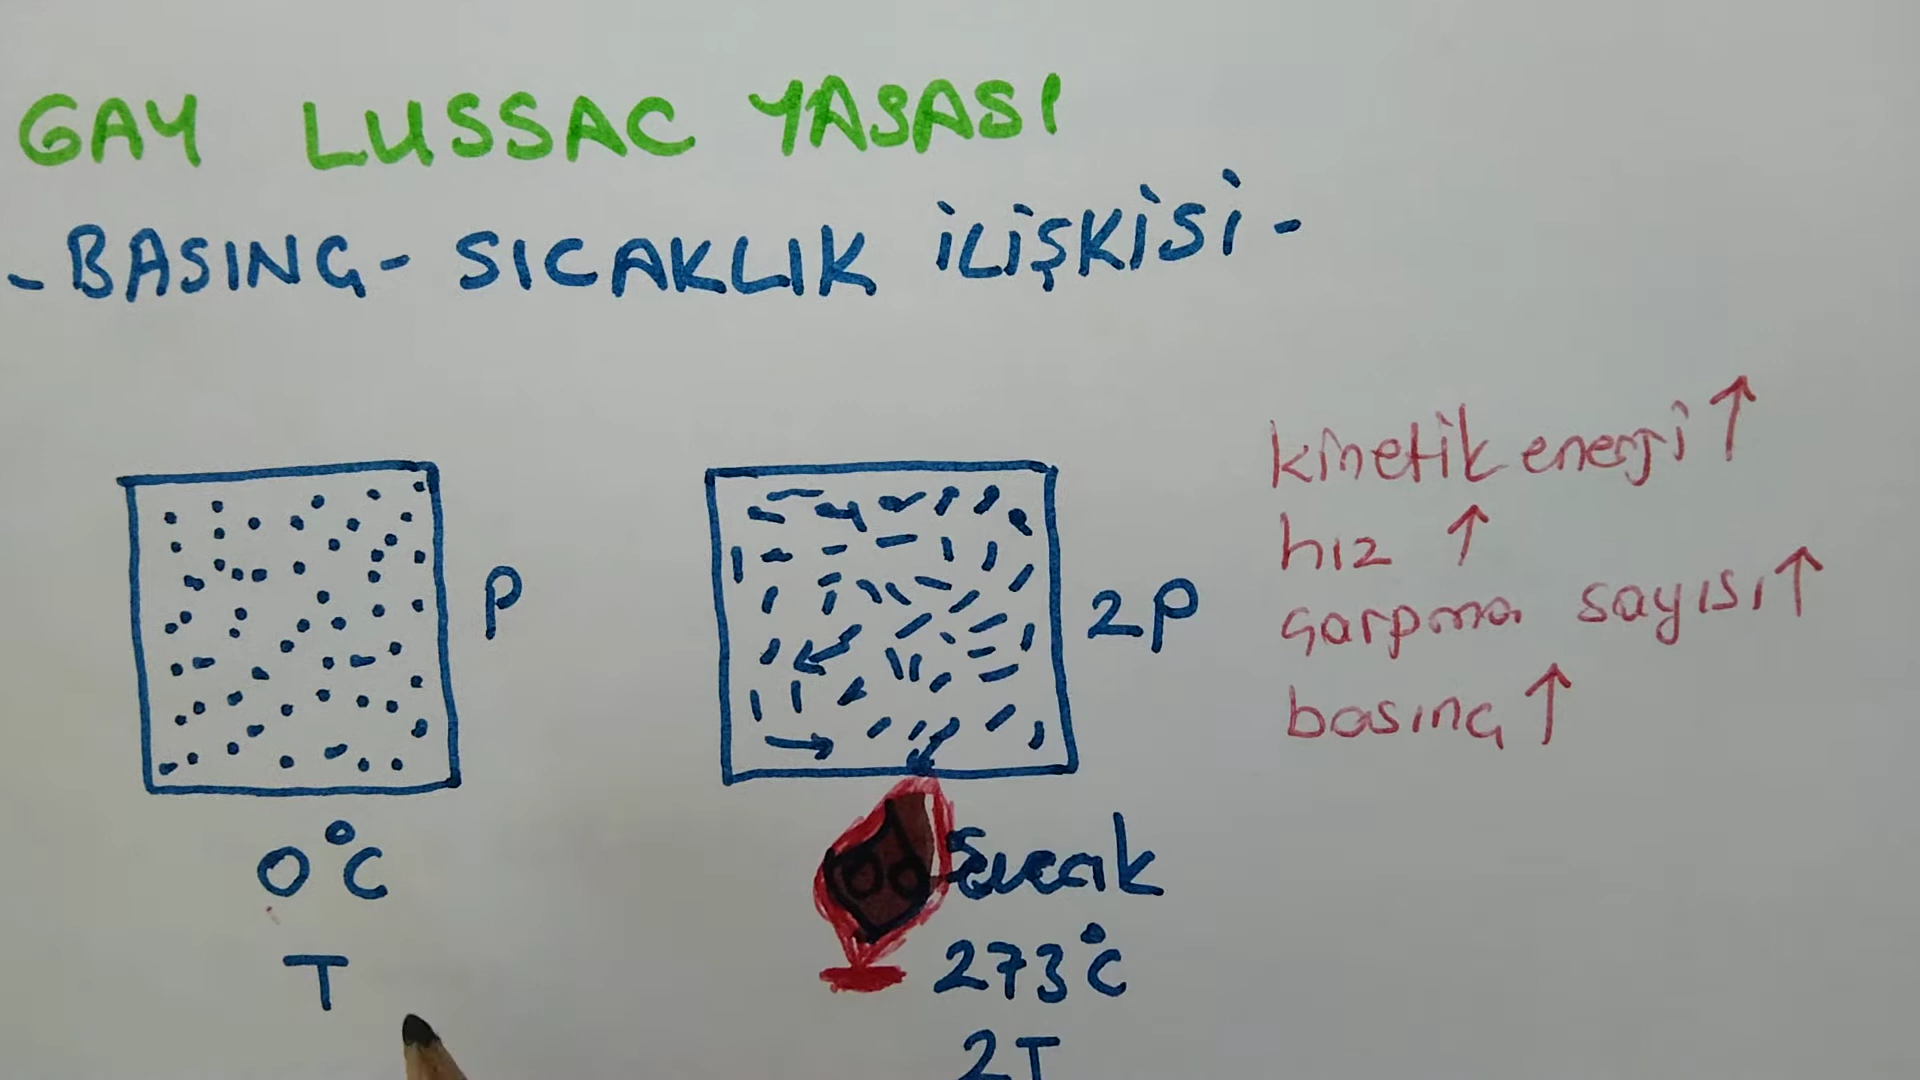 GAY LUSSAC YASASI
-BASINÇ-SICAKLIK İLİŞKİSİ-
P
2P
kinetik enerji ↑
hız ↑
çarpma sayısı ↑
basınç ↑
0°C
T
Sıcak
273°C
2T